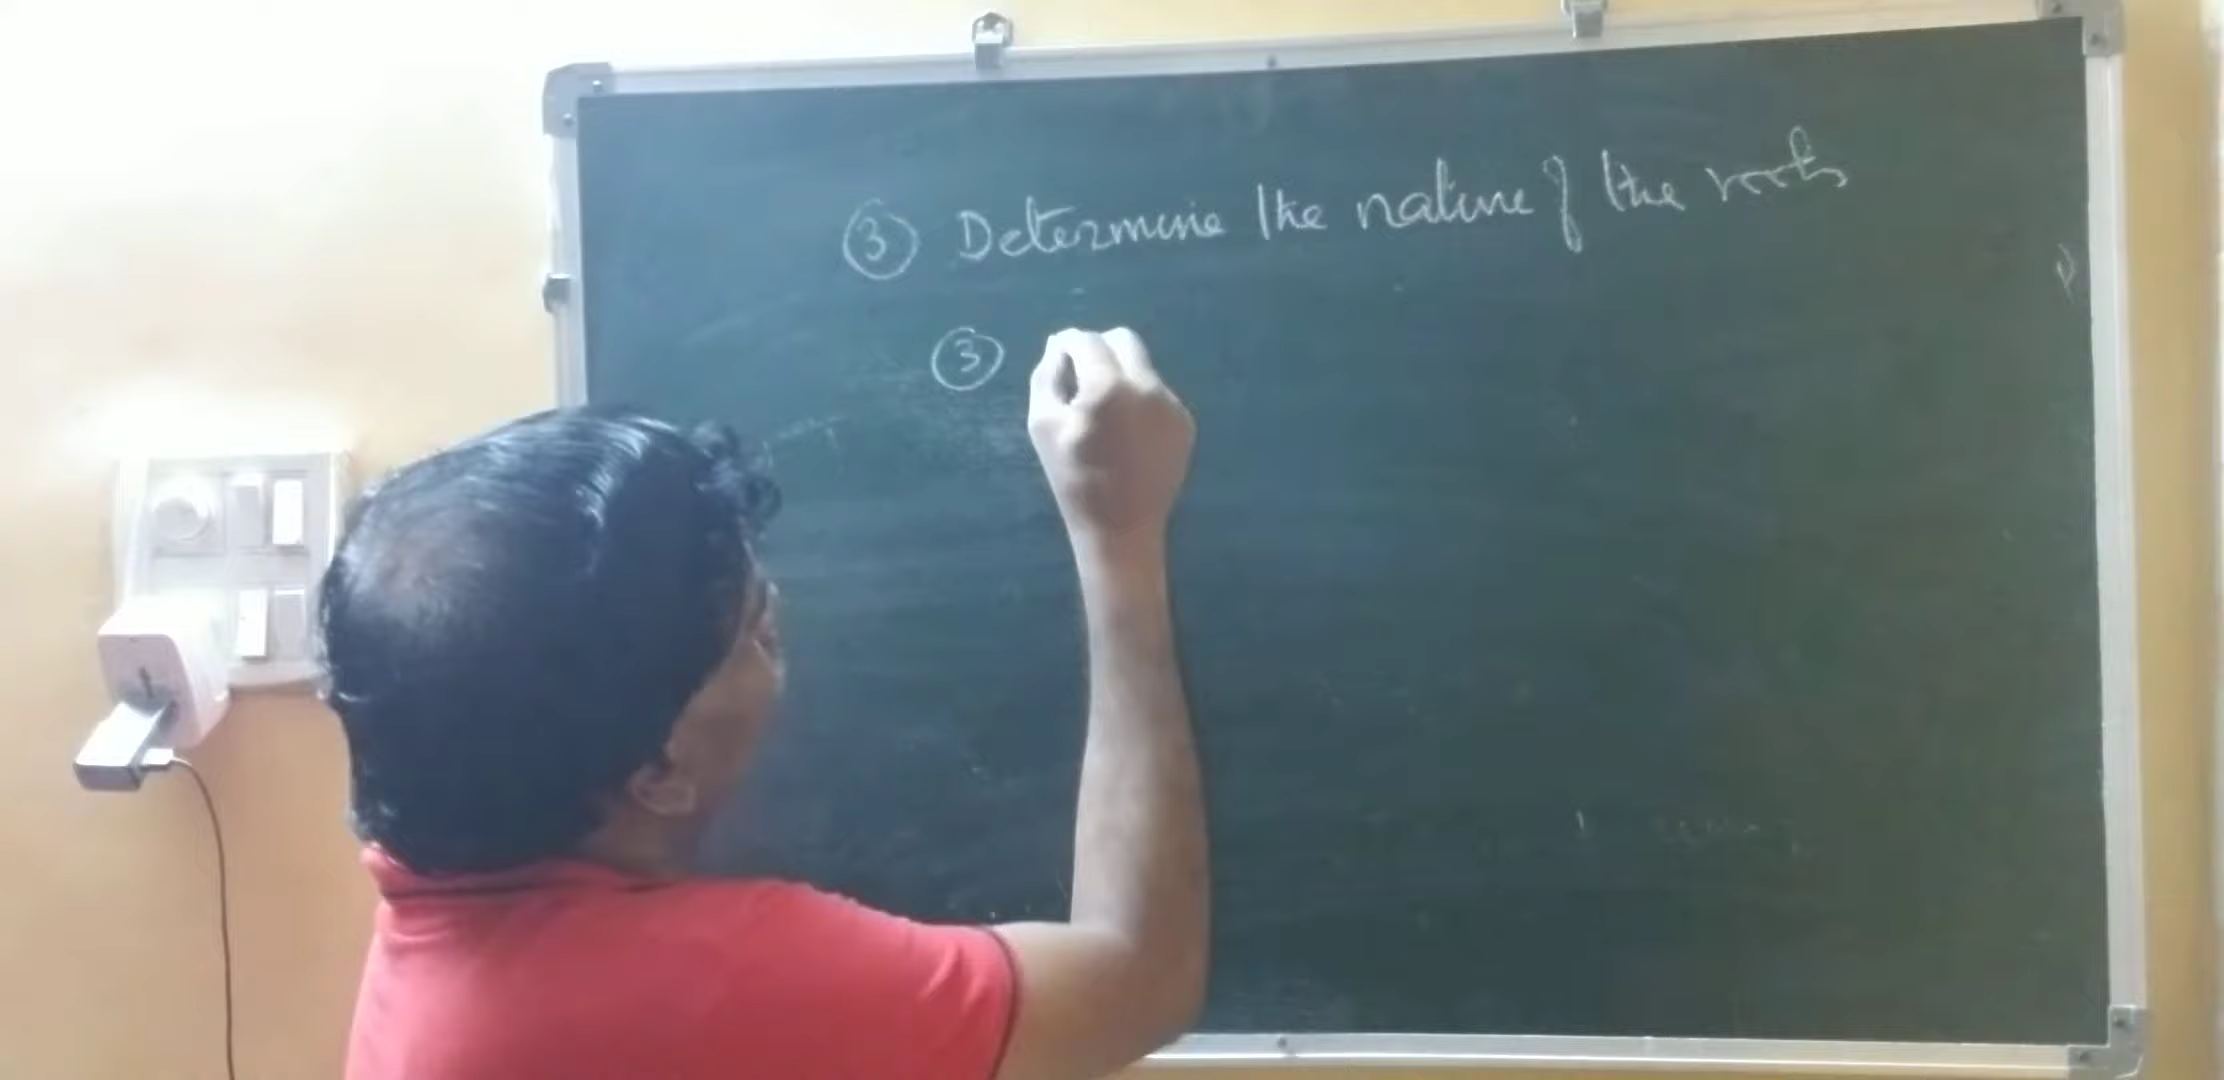 ③ Determine the nature of the roots
③